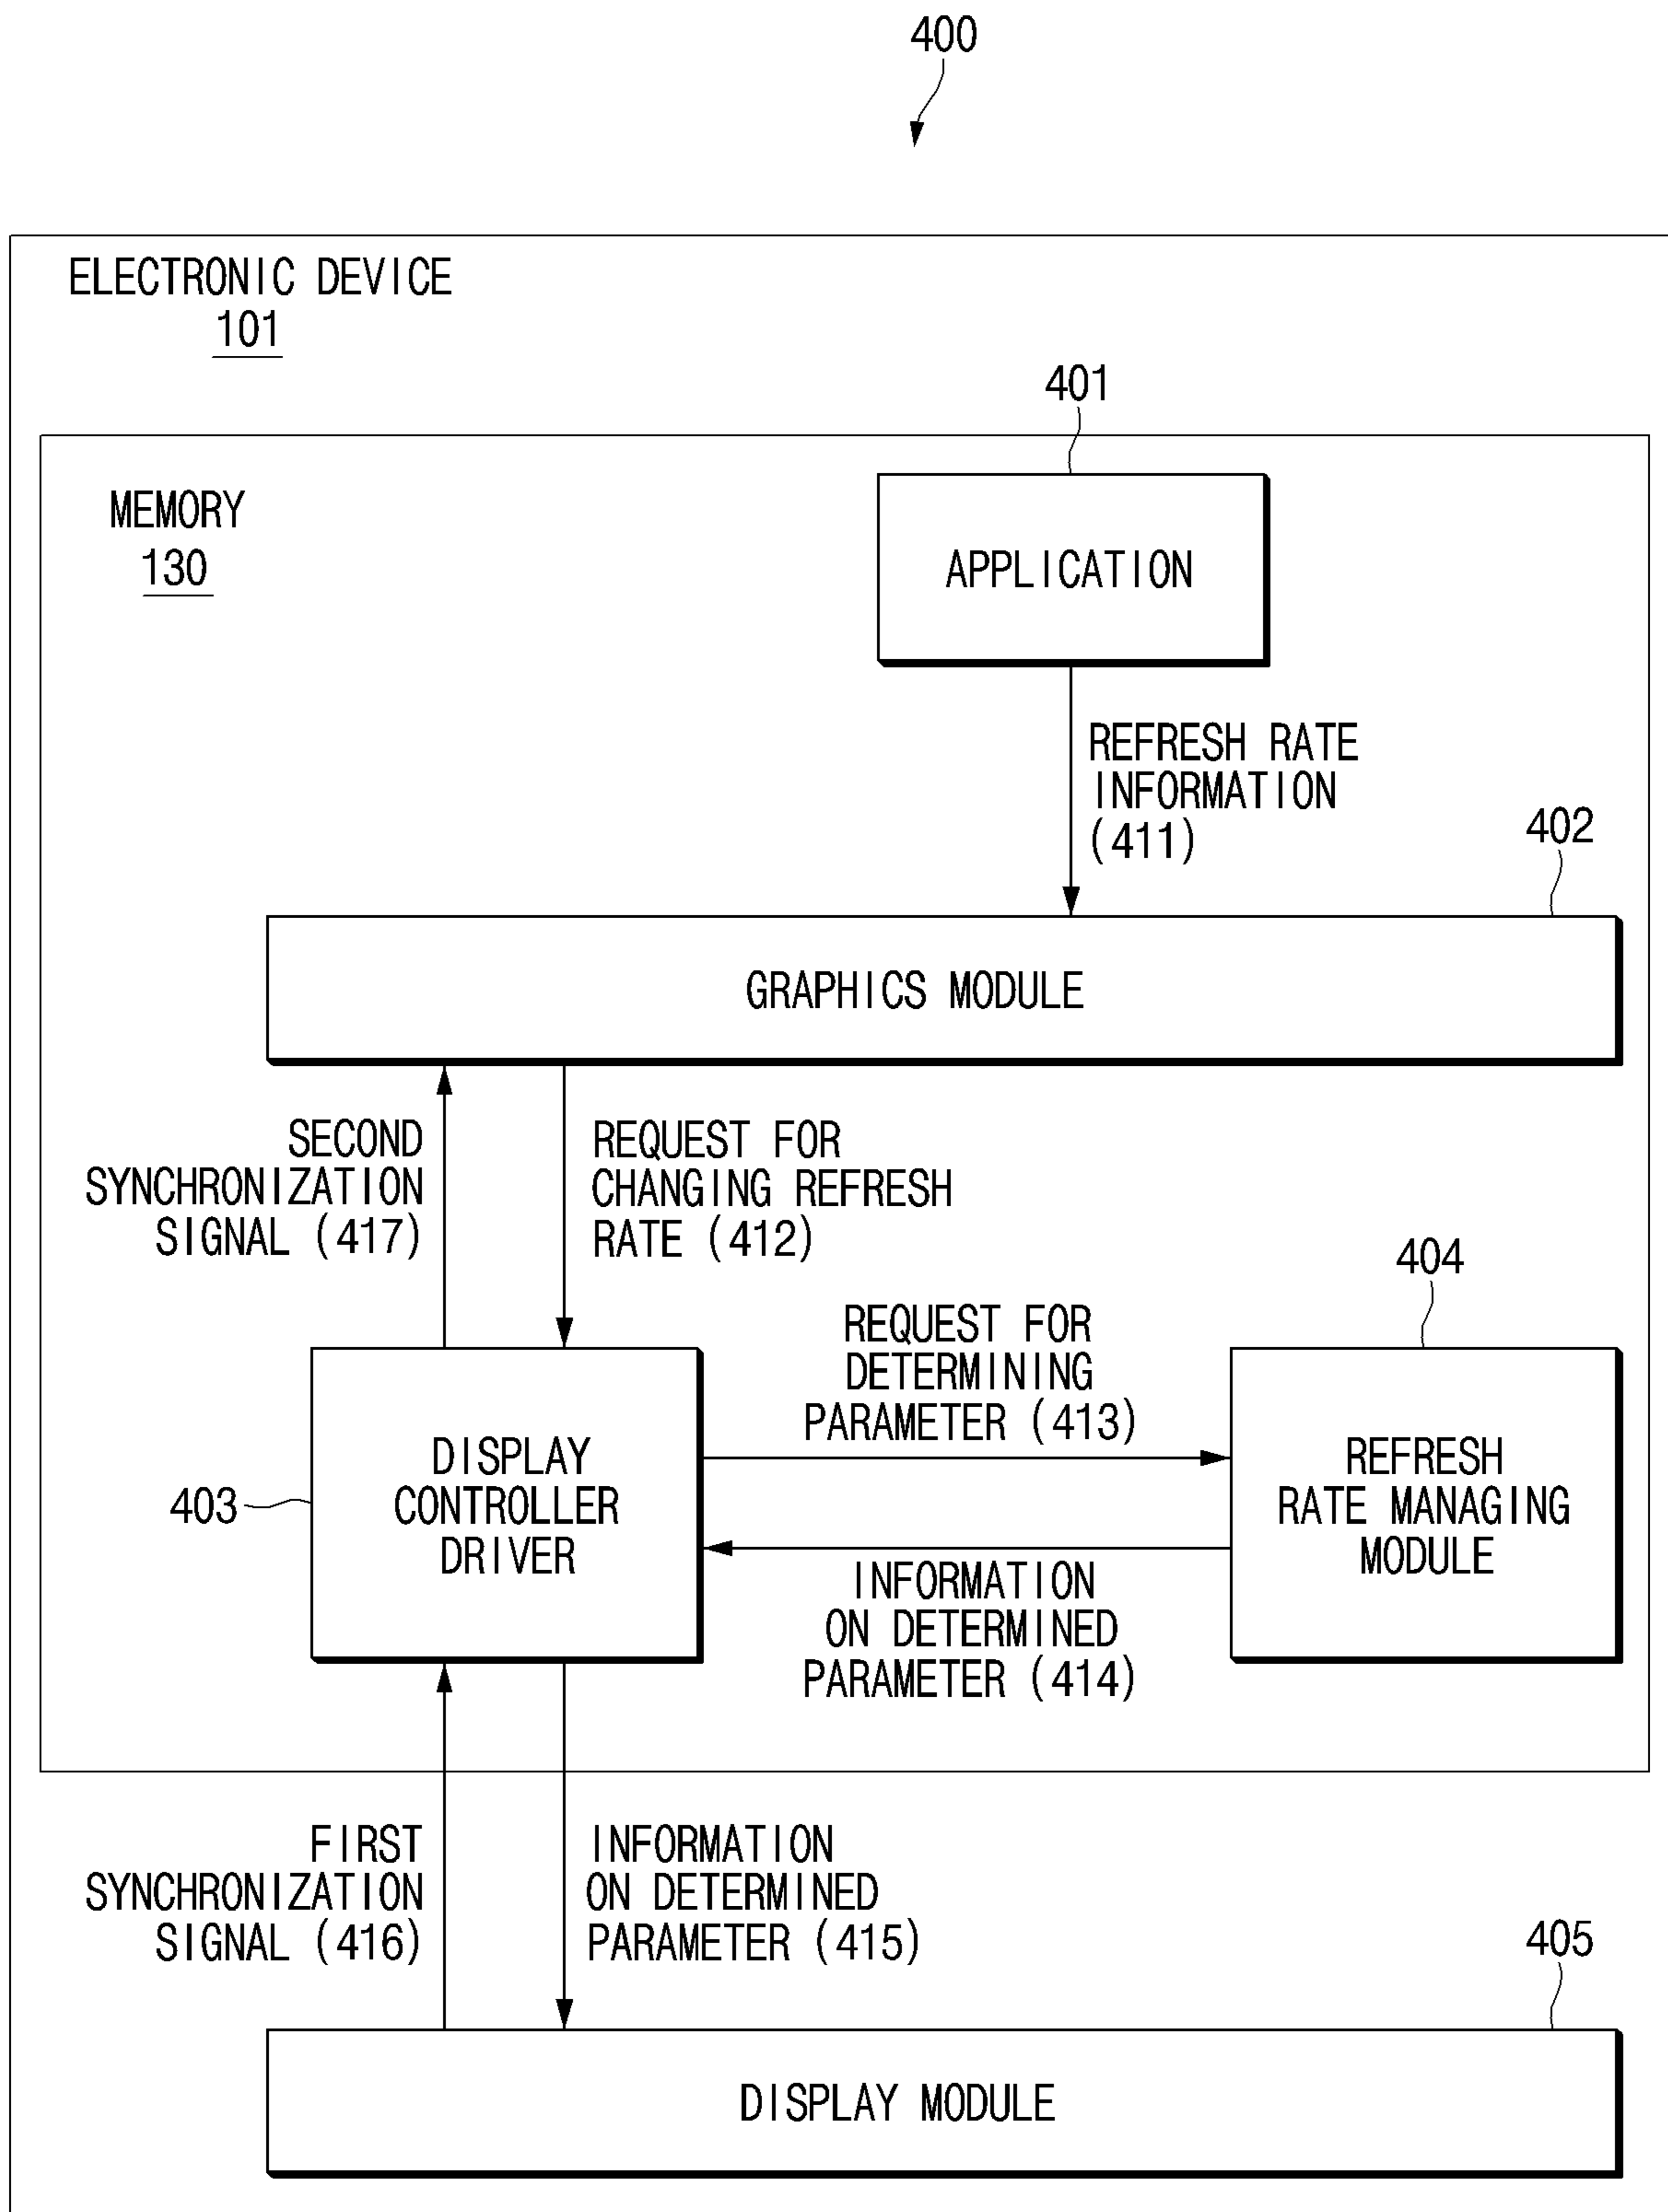 400
ELECTRONIC DEVICE
101
401
MEMORY
130
APPLICATION
REFRESH RATE
INFORMATION
(411)
402
GRAPHICS MODULE
SECOND
SYNCHRONIZATION
SIGNAL (417)
REQUEST FOR
CHANGING REFRESH
RATE (412)
404
REQUEST FOR
DETERMINING
PARAMETER (413)
403
DISPLAY
CONTROLLER
DRIVER
REFRESH
RATE MANAGING
MODULE
INFORMATION
ON DETERMINED
PARAMETER (414)
FIRST
SYNCHRONIZATION
SIGNAL (416)
INFORMATION
ON DETERMINED
PARAMETER (415)
405
DISPLAY MODULE